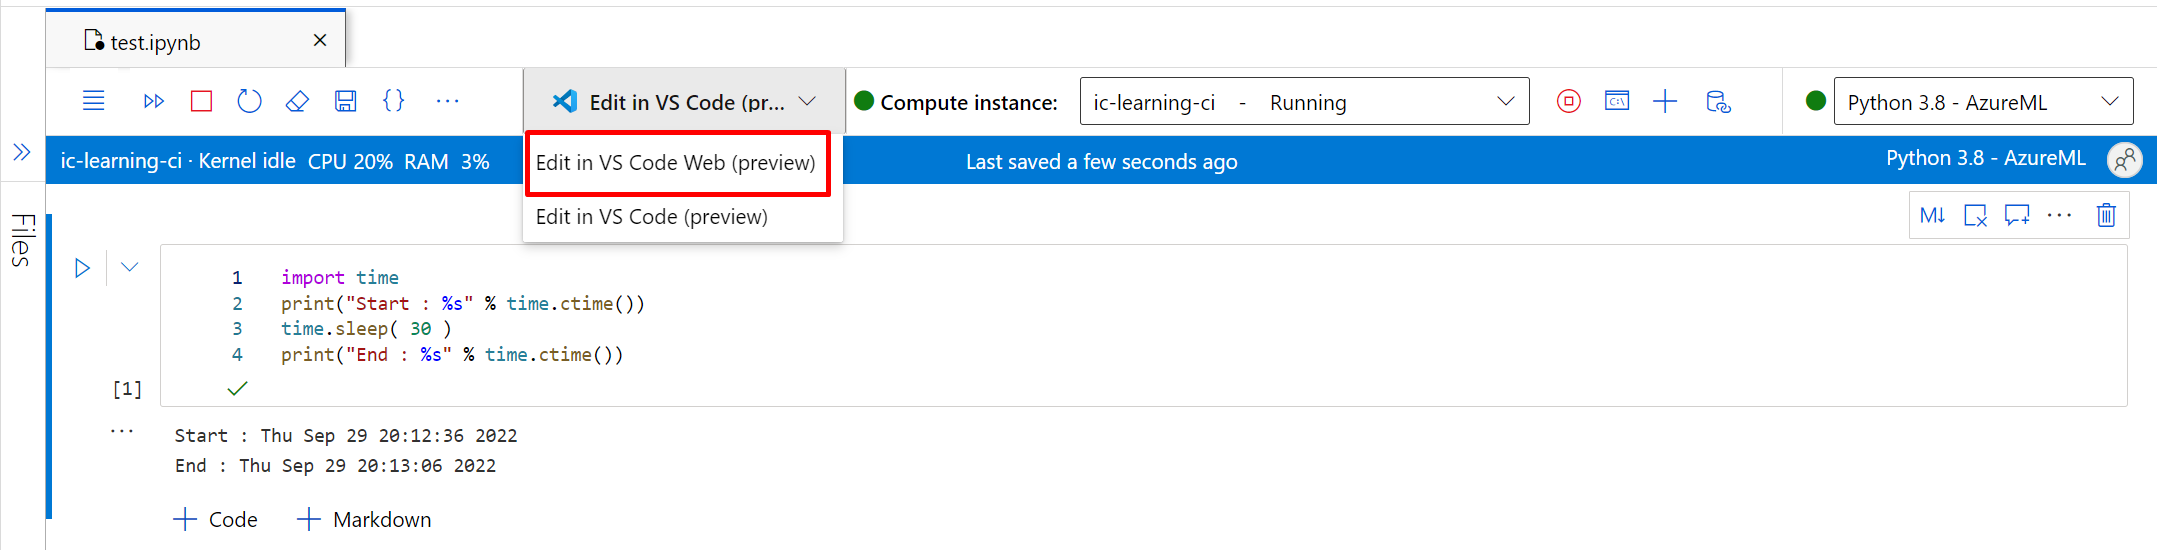 test.ipynb
Edit in VS Code (pr...
Compute instance:
ic-learning-ci - Running
Python 3.8 - AzureML
ic-learning-ci · Kernel idle CPU 20% RAM 3%
Last saved a few seconds ago
Python 3.8 - AzureML
Edit in VS Code Web (preview)
Edit in VS Code (preview)
Files
M↓
1 import time
2 print("Start : %s" % time.ctime())
3 time.sleep( 30 )
4 print("End : %s" % time.ctime())
[1]
Start : Thu Sep 29 20:12:36 2022
End : Thu Sep 29 20:13:06 2022
Code
Markdown